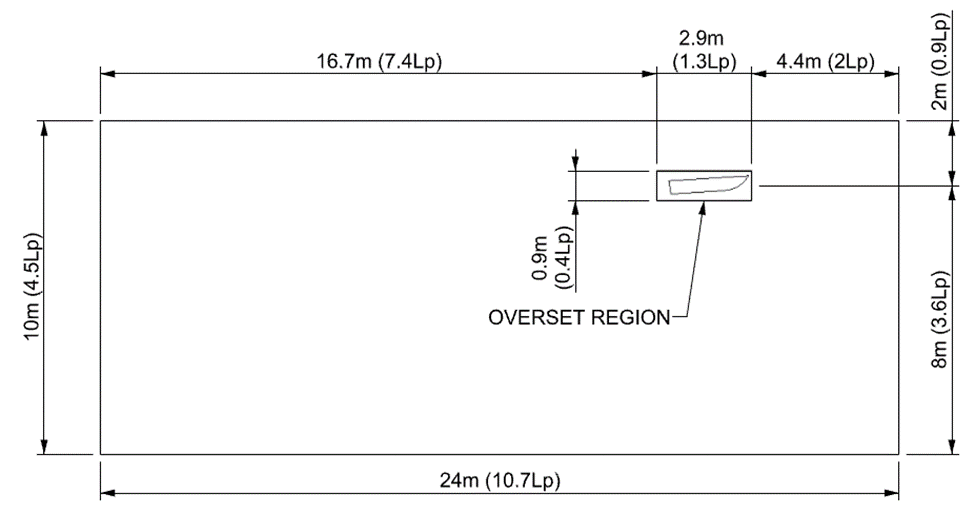 2.9m
(1.3Lp)
16.7m (7.4Lp)
4.4m (2Lp)
2m (0.9Lp)
10m (4.5Lp)
0.9m
(0.4Lp)
8m (3.6Lp)
OVERSET REGION
24m (10.7Lp)